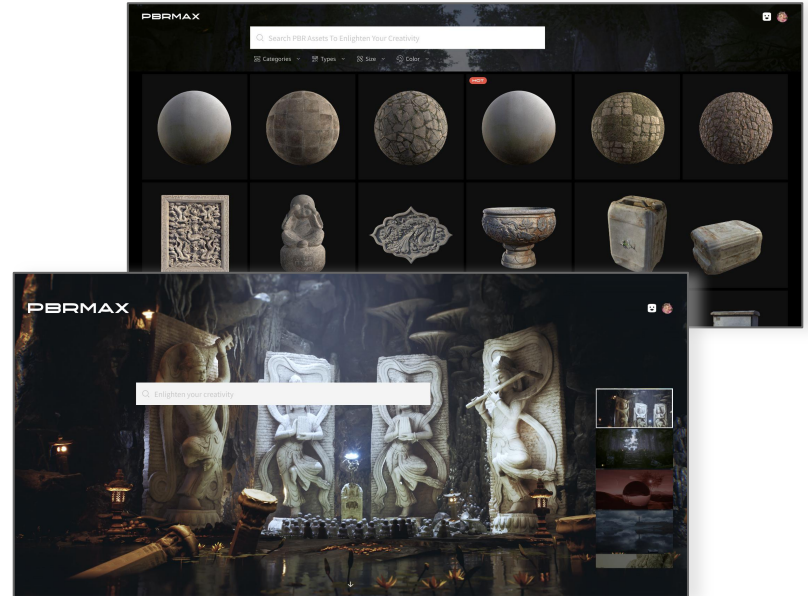 PBRMAX
Search PBR Assets To Enlighten Your Creativity
Categories Types Size Color
HOT
PBRMAX
Enlighten your creativity